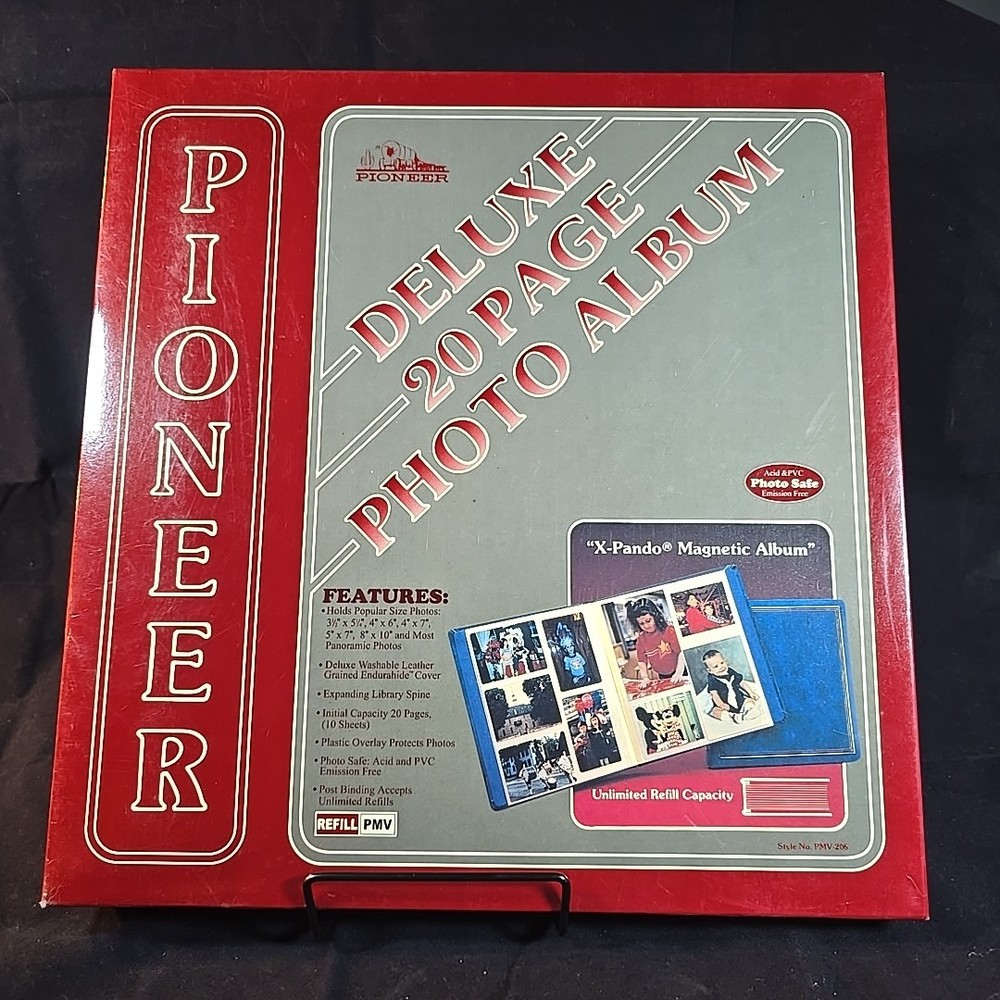 PIONEER
PIONEER
DELUXE
20 PAGE
PHOTO ALBUM
Acid & PVC
Photo Safe
Emission Free
"X-Pando® Magnetic Album"
FEATURES:
• Holds Popular Size Photos:
3½" x 5¼", 4" x 6", 4" x 7",
5" x 7", 8" x 10" and Most
Panoramic Photos
• Deluxe Washable Leather
Grained Endurahide™ Cover
• Expanding Library Spine
• Initial Capacity 20 Pages,
(10 Sheets)
• Plastic Overlay Protects Photos
• Photo Safe: Acid and PVC
Emission Free
• Post Binding Accepts
Unlimited Refills
REFILL PMV
Unlimited Refill Capacity
Style No. PMV-206